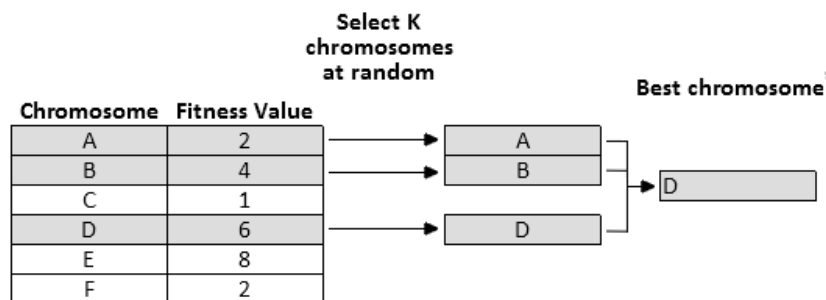 Select K
chromosomes
at random
Best chromosome
Chromosome Fitness Value
A 2 A
B 4 B
C 1
D 6 D
E 8
F 2
D